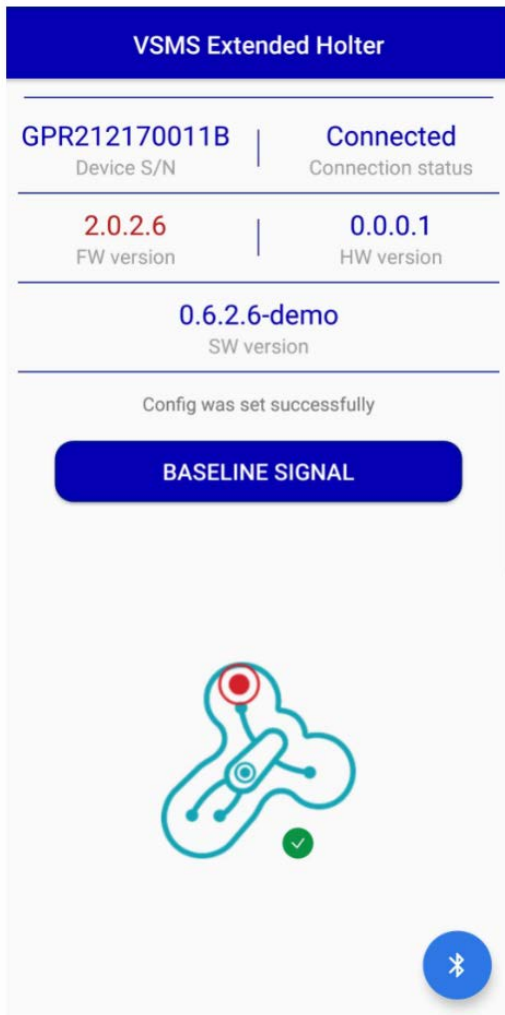 VSMS Extended Holter
GPR212170011B
Connected
Device S/N
Connection status
2.0.2.6
0.0.0.1
FW version
HW version
0.6.2.6-demo
SW version
Config was set successfully
BASELINE SIGNAL